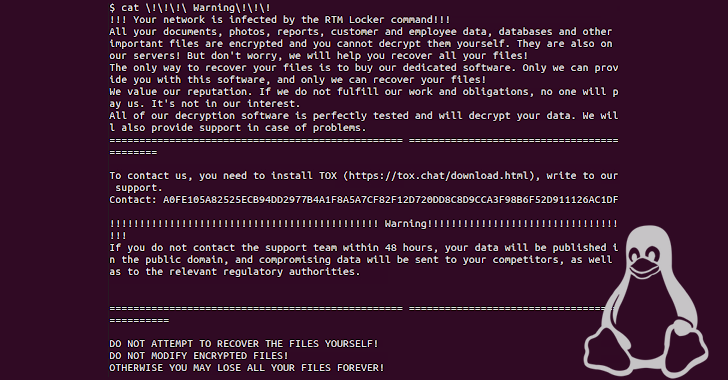 $ cat \!\!\!\ Warning\!\!\!
!!! Your network is infected by the RTM Locker command!!!
All your documents, photos, reports, customer and employee data, databases and other
important files are encrypted and you cannot decrypt them yourself. They are also on
our servers! But don't worry, we will help you recover all your files!
The only way to recover your files is to buy our dedicated software. Only we can prov
ide you with this software, and only we can recover your files!
We value our reputation. If we do not fulfill our work and obligations, no one will p
ay us. It's not in our interest.
All of our decryption software is perfectly tested and will decrypt your data. We wil
l also provide support in case of problems.
================================================= ===================================
========
To contact us, you need to install TOX (https://tox.chat/download.html), write to our
support.
Contact: A0FE105A82525ECB94DD2977B4A1F8A5A7CF82F12D720DD8C8D9CCA3F98B6F52D911126AC1DF
!!!!!!!!!!!!!!!!!!!!!!!!!!!!!!!!!!!!!!!!!!!!! Warning!!!!!!!!!!!!!!!!!!!!!!!!!!!!!!!!
!!!
If you do not contact the support team within 48 hours, your data will be published i
n the public domain, and compromising data will be sent to your competitors, as well
as to the relevant regulatory authorities.
================================================= ===================================
==========
DO NOT ATTEMPT TO RECOVER THE FILES YOURSELF!
DO NOT MODIFY ENCRYPTED FILES!
OTHERWISE YOU MAY LOSE ALL YOUR FILES FOREVER!